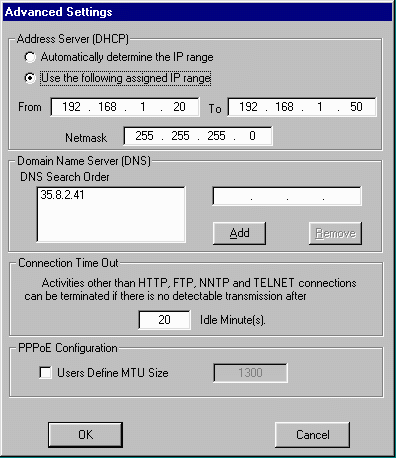 Advanced Settings
Address Server (DHCP)
Automatically determine the IP range
Use the following assigned IP range
From 192 . 168 . 1 . 20 To 192 . 168 . 1 . 50
Netmask 255 . 255 . 255 . 0
Domain Name Server (DNS)
DNS Search Order
35.8.2.41 . . .
Add Remove
Connection Time Out
Activities other than HTTP, FTP, NNTP and TELNET connections
can be terminated if there is no detectable transmission after
20 Idle Minute(s).
PPPoE Configuration
Users Define MTU Size 1300
OK Cancel